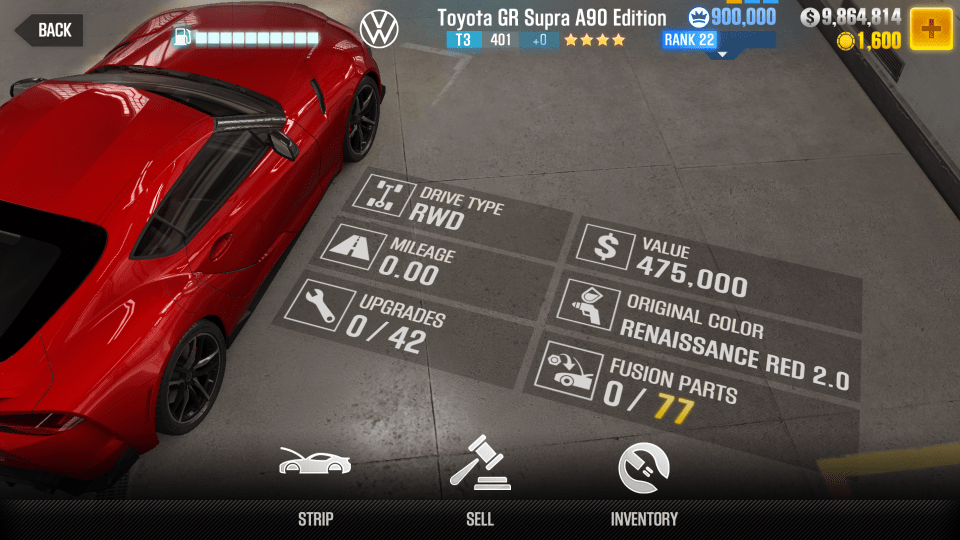 BACK
Toyota GR Supra A90 Edition
T3 401 +0
900,000
RANK 22
9,864,814
1,600
DRIVE TYPE
RWD
MILEAGE
0.00
UPGRADES
0 / 42
VALUE
475,000
ORIGINAL COLOR
RENAISSANCE RED 2.0
FUSION PARTS
0 / 77
STRIP
SELL
INVENTORY